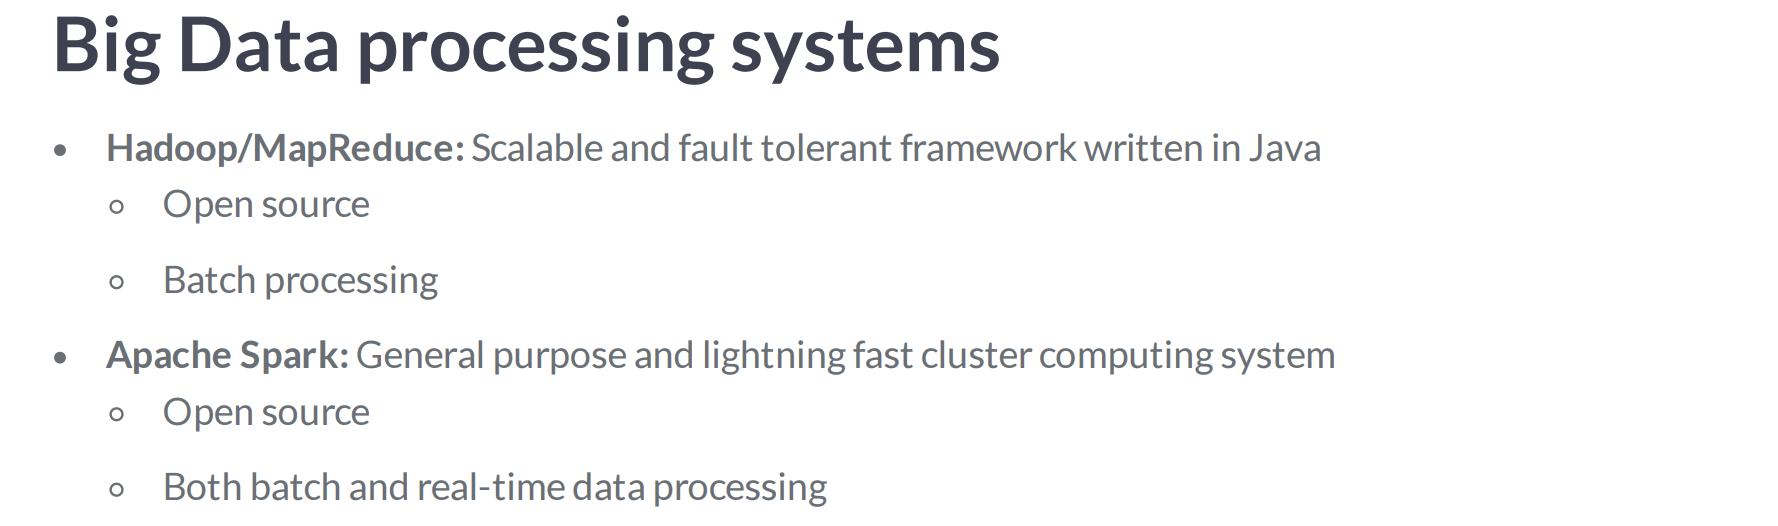 Big Data processing systems
• Hadoop/MapReduce: Scalable and fault tolerant framework written in Java
◦ Open source
◦ Batch processing
• Apache Spark: General purpose and lightning fast cluster computing system
◦ Open source
◦ Both batch and real-time data processing